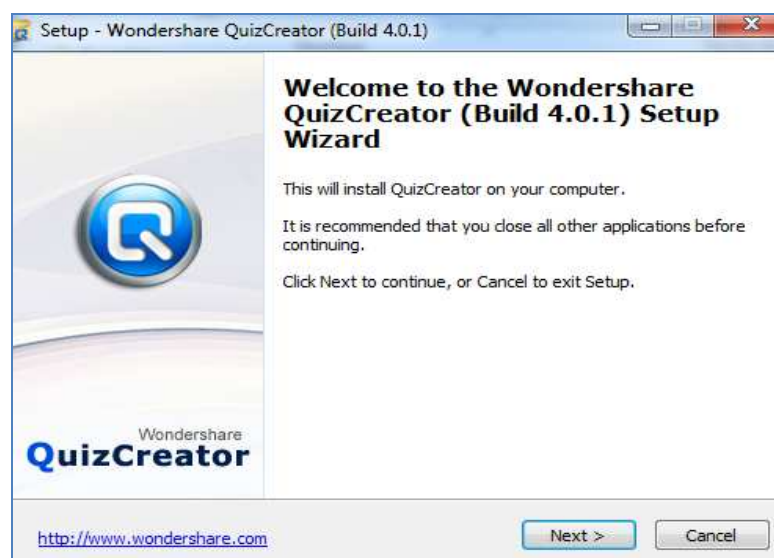 Setup - Wondershare QuizCreator (Build 4.0.1)
Welcome to the Wondershare
QuizCreator (Build 4.0.1) Setup
Wizard
This will install QuizCreator on your computer.
It is recommended that you close all other applications before
continuing.
Click Next to continue, or Cancel to exit Setup.
Wondershare
QuizCreator
http://www.wondershare.com
Next >
Cancel